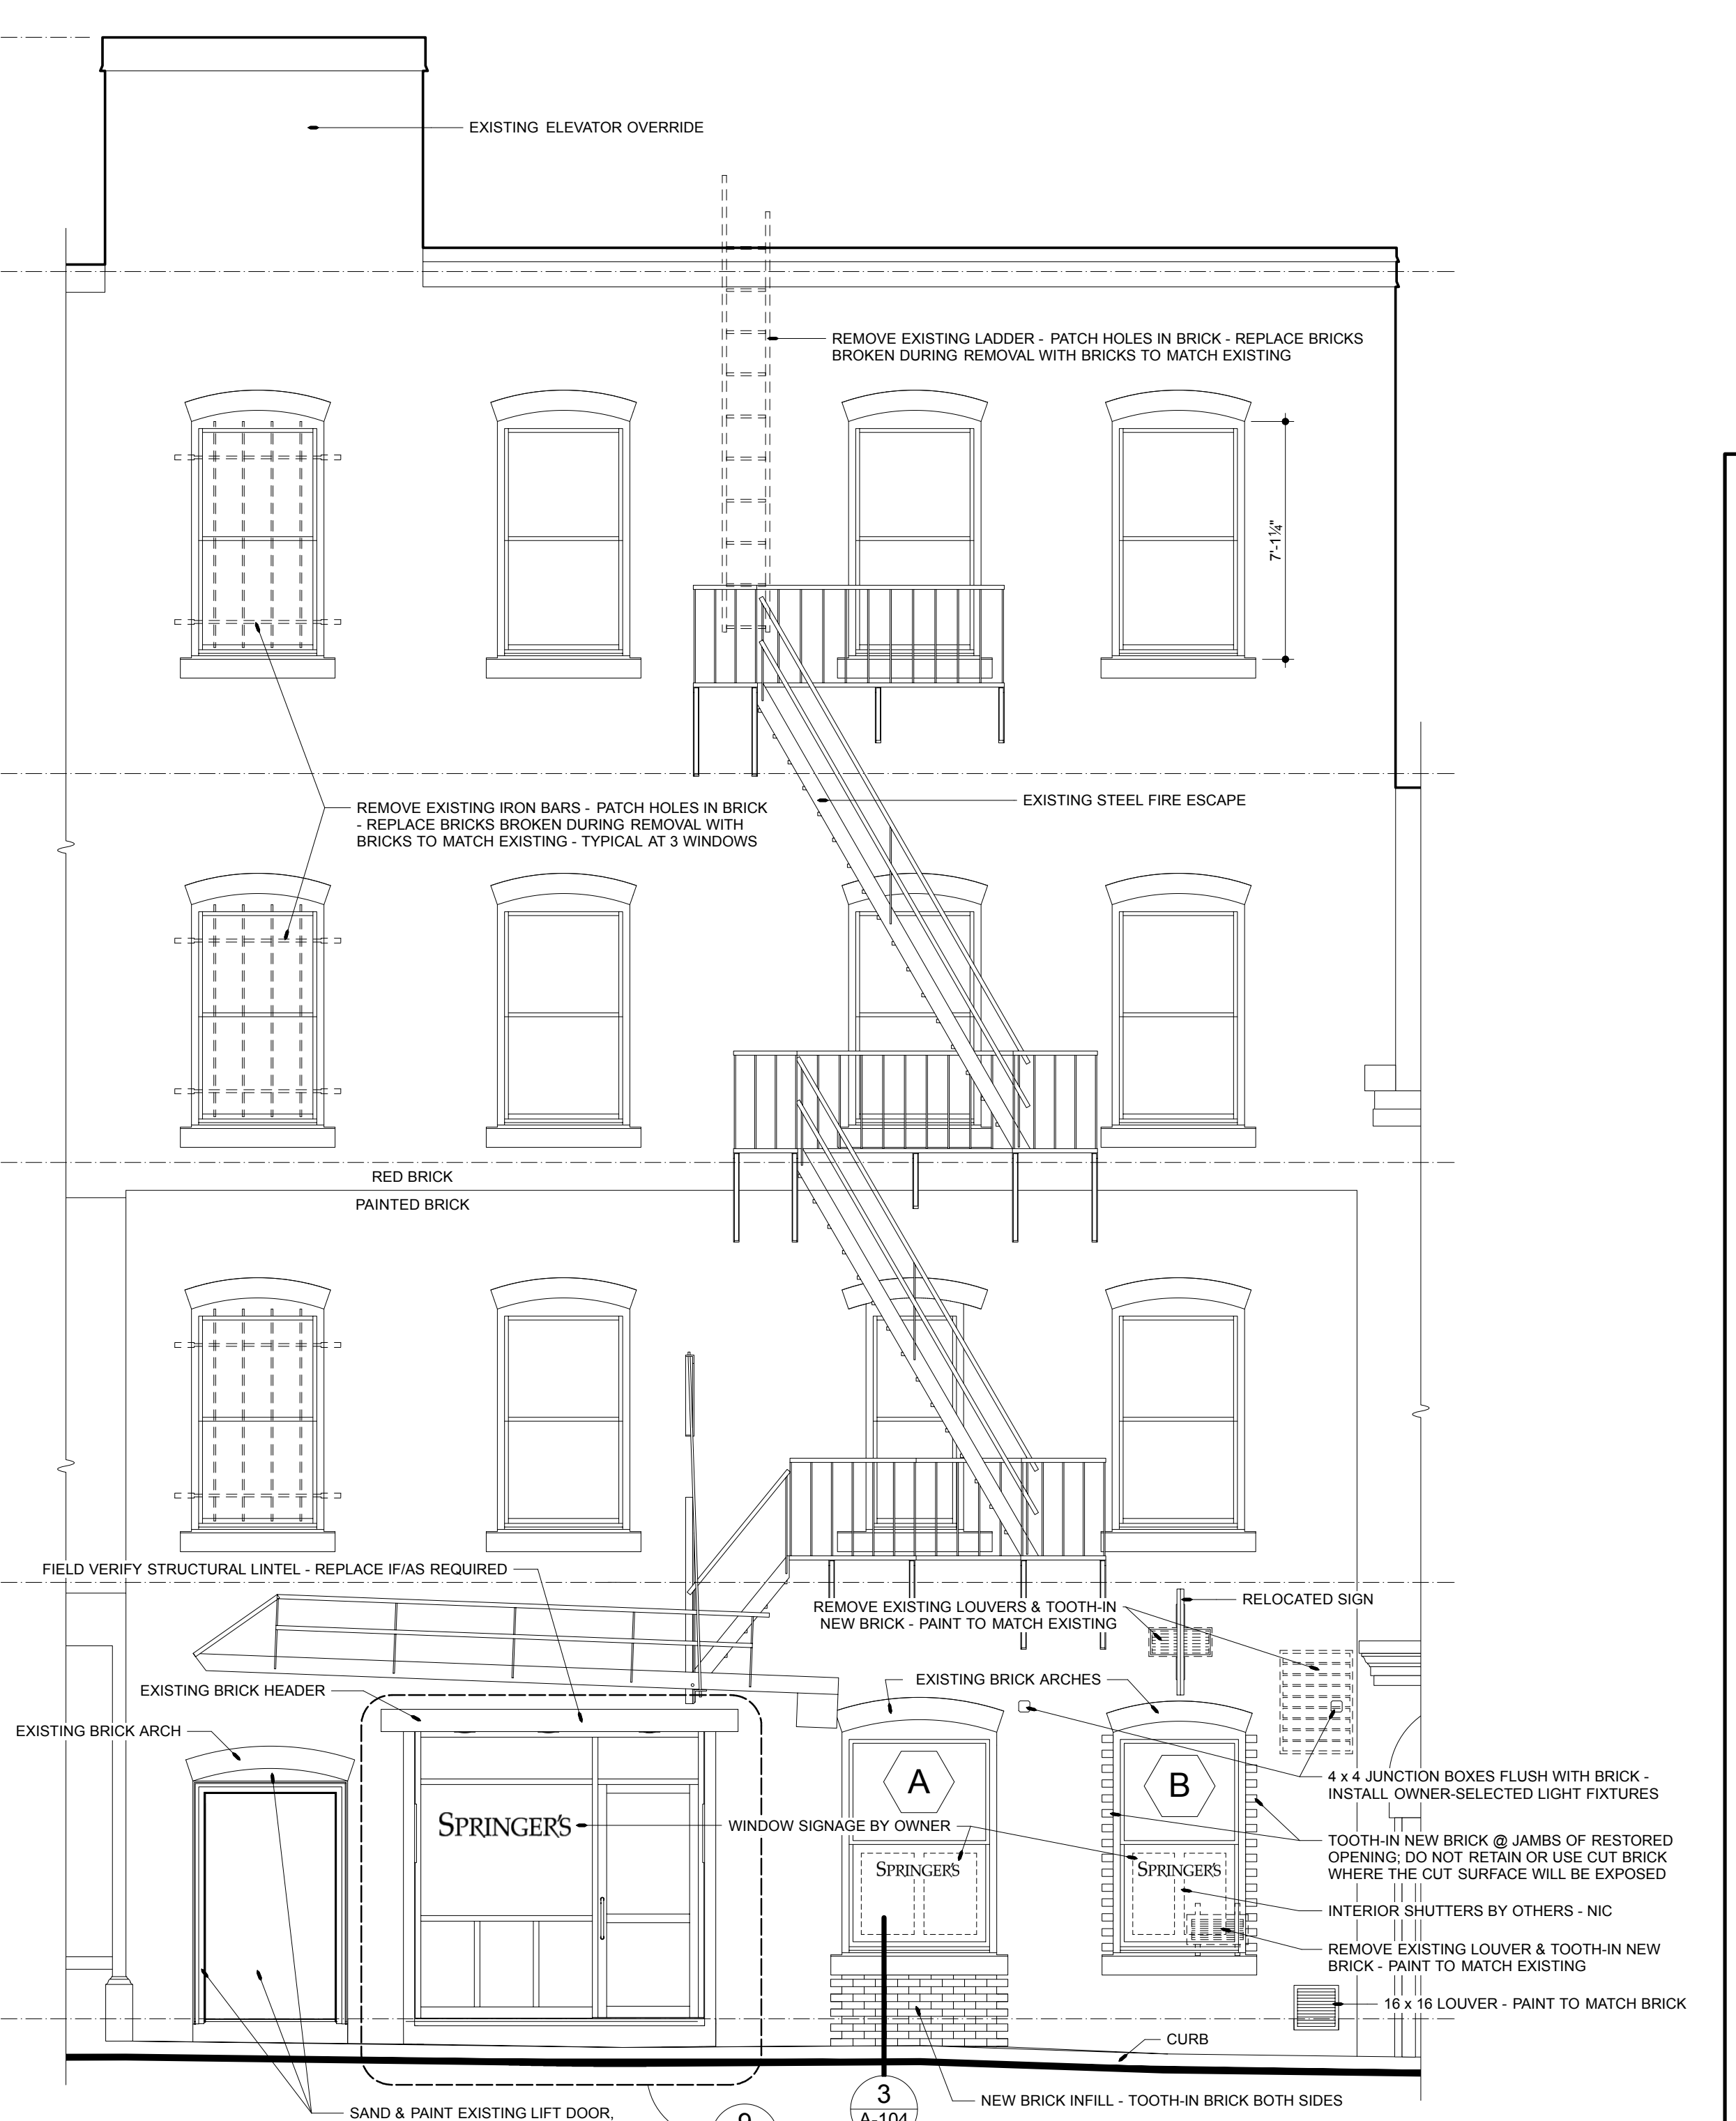 EXISTING ELEVATOR OVERRIDE
REMOVE EXISTING LADDER - PATCH HOLES IN BRICK - REPLACE BRICKS
BROKEN DURING REMOVAL WITH BRICKS TO MATCH EXISTING
7'-1¼"
REMOVE EXISTING IRON BARS - PATCH HOLES IN BRICK
- REPLACE BRICKS BROKEN DURING REMOVAL WITH
BRICKS TO MATCH EXISTING - TYPICAL AT 3 WINDOWS
EXISTING STEEL FIRE ESCAPE
RED BRICK
PAINTED BRICK
FIELD VERIFY STRUCTURAL LINTEL - REPLACE IF/AS REQUIRED
REMOVE EXISTING LOUVERS & TOOTH-IN
NEW BRICK - PAINT TO MATCH EXISTING
RELOCATED SIGN
EXISTING BRICK HEADER
EXISTING BRICK ARCHES
EXISTING BRICK ARCH
A
B
4 x 4 JUNCTION BOXES FLUSH WITH BRICK -
INSTALL OWNER-SELECTED LIGHT FIXTURES
SPRINGER'S
WINDOW SIGNAGE BY OWNER
SPRINGER'S
SPRINGER'S
TOOTH-IN NEW BRICK @ JAMBS OF RESTORED
OPENING; DO NOT RETAIN OR USE CUT BRICK
WHERE THE CUT SURFACE WILL BE EXPOSED
INTERIOR SHUTTERS BY OTHERS - NIC
REMOVE EXISTING LOUVER & TOOTH-IN NEW
BRICK - PAINT TO MATCH EXISTING
16 x 16 LOUVER - PAINT TO MATCH BRICK
CURB
3
A-104
NEW BRICK INFILL - TOOTH-IN BRICK BOTH SIDES
SAND & PAINT EXISTING LIFT DOOR,